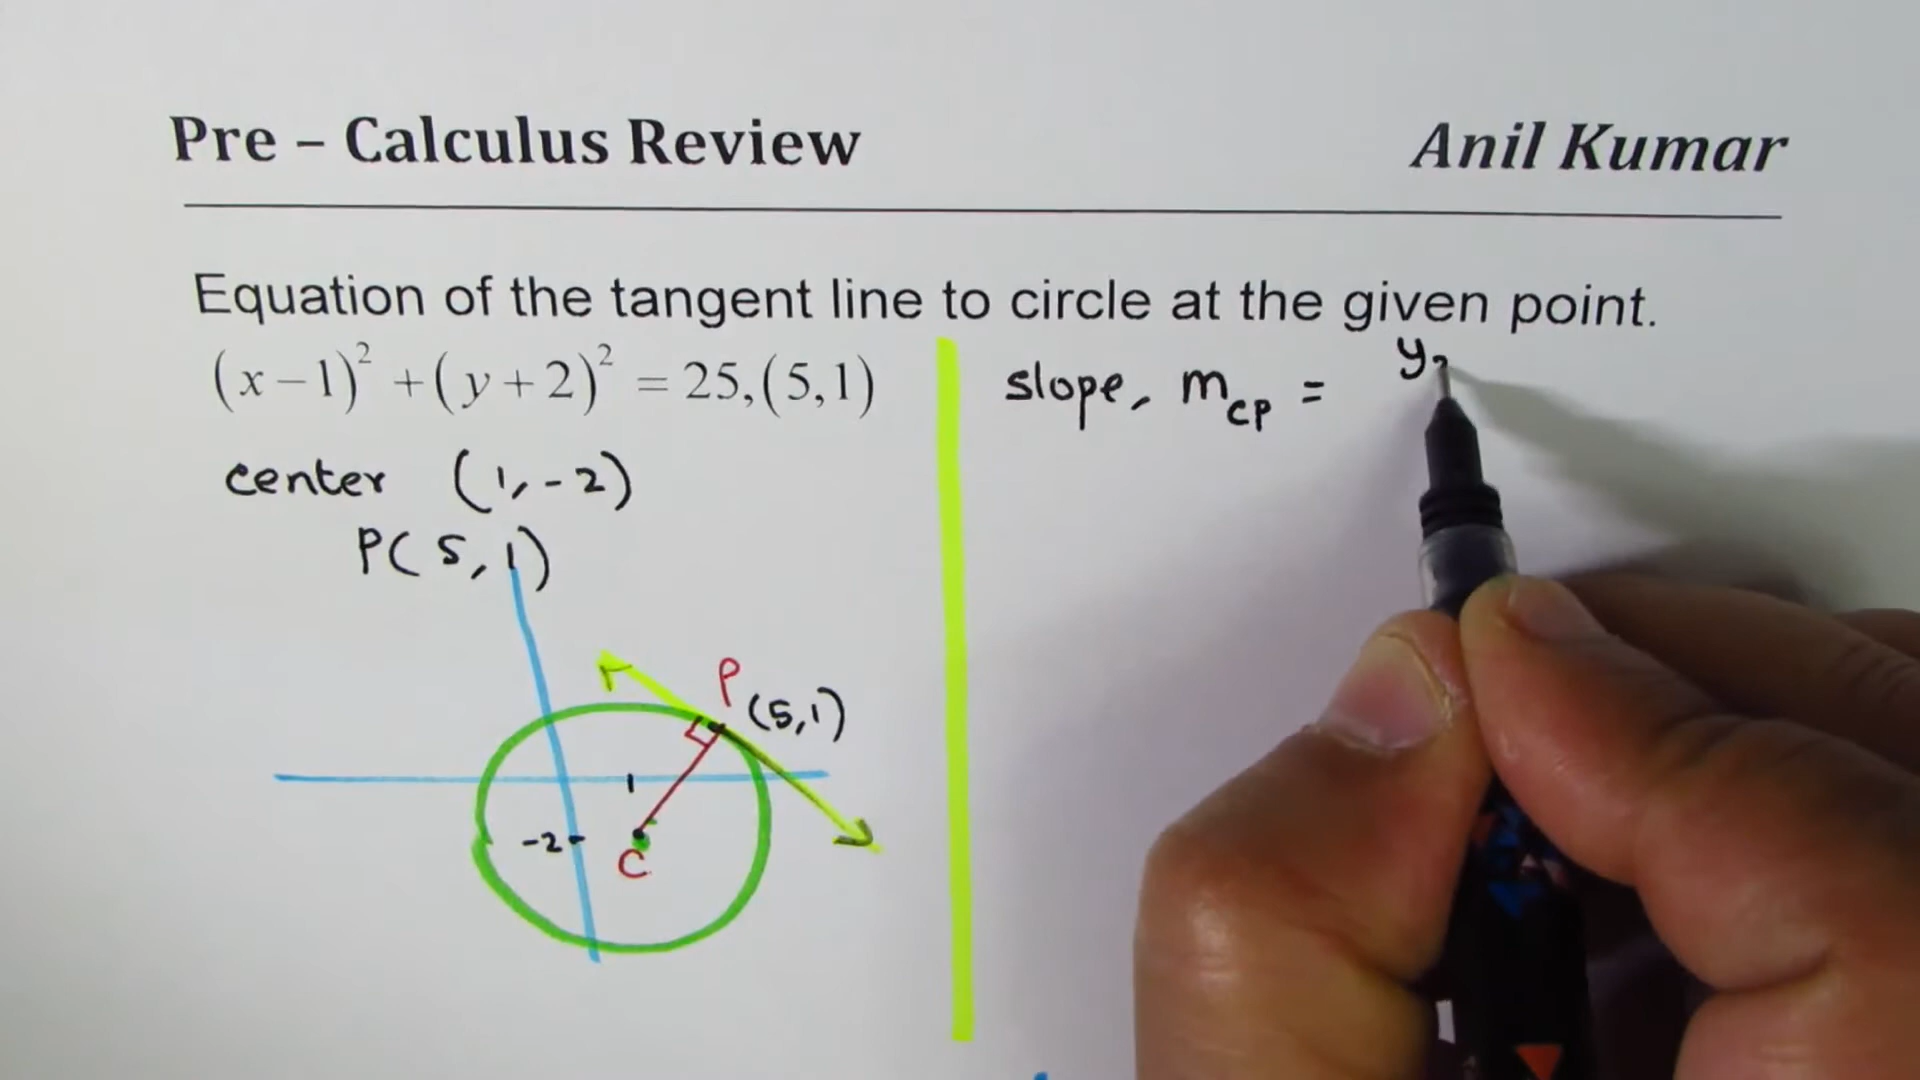 Pre – Calculus Review
Anil Kumar
Equation of the tangent line to circle at the given point.
(x – 1)² + (y + 2)² = 25, (5, 1)
center (1, -2)
P(5, 1)
P
(5, 1)
1
-2
C
slope, m_CP = y₂